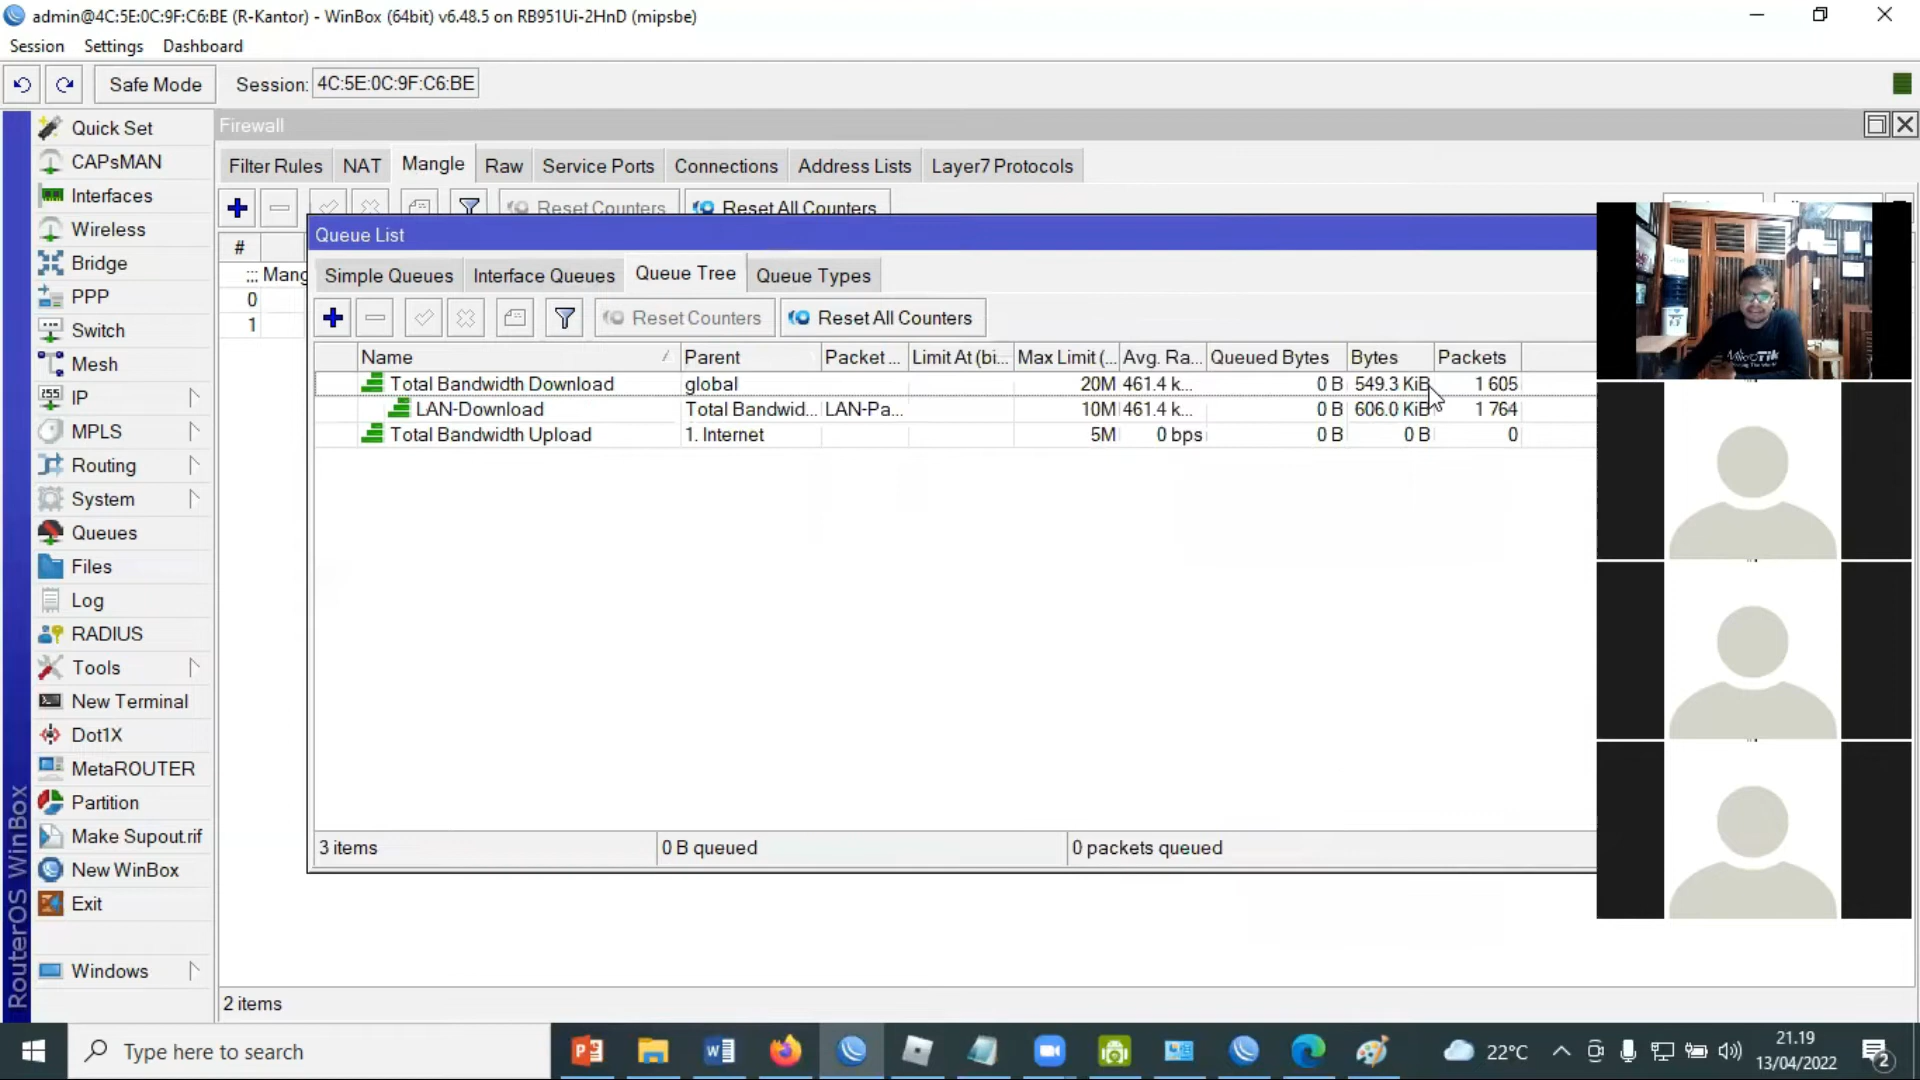 admin@4C:5E:0C:9F:C6:BE (R-Kantor) - WinBox (64bit) v6.48.5 on RB951Ui-2HnD (mipsbe)
Session Settings Dashboard
Safe Mode Session: 4C:5E:0C:9F:C6:BE
Quick Set
CAPsMAN
Interfaces
Wireless
Bridge
PPP
Switch
Mesh
IP
MPLS
Routing
System
Queues
Files
Log
RADIUS
Tools
New Terminal
Dot1X
MetaROUTER
Partition
Make Supout.rif
New WinBox
Exit
Windows
RouterOS WinBox
Firewall
Filter Rules NAT Mangle Raw Service Ports Connections Address Lists Layer7 Protocols
Reset Counters Reset All Counters
#
::: Mang
0
1
Queue List
Simple Queues Interface Queues Queue Tree Queue Types
Reset Counters Reset All Counters
Name Parent Packet ... Limit At (bi... Max Limit (... Avg. Ra... Queued Bytes Bytes Packets
Total Bandwidth Download global 20M 461.4 k... 0 B 549.3 KiB 1 605
LAN-Download Total Bandwid... LAN-Pa... 10M 461.4 k... 0 B 606.0 KiB 1 764
Total Bandwidth Upload 1. Internet 5M 0 bps 0 B 0 B 0
3 items 0 B queued 0 packets queued
2 items
MikroTik
Type here to search
22°C
21.19
13/04/2022
2